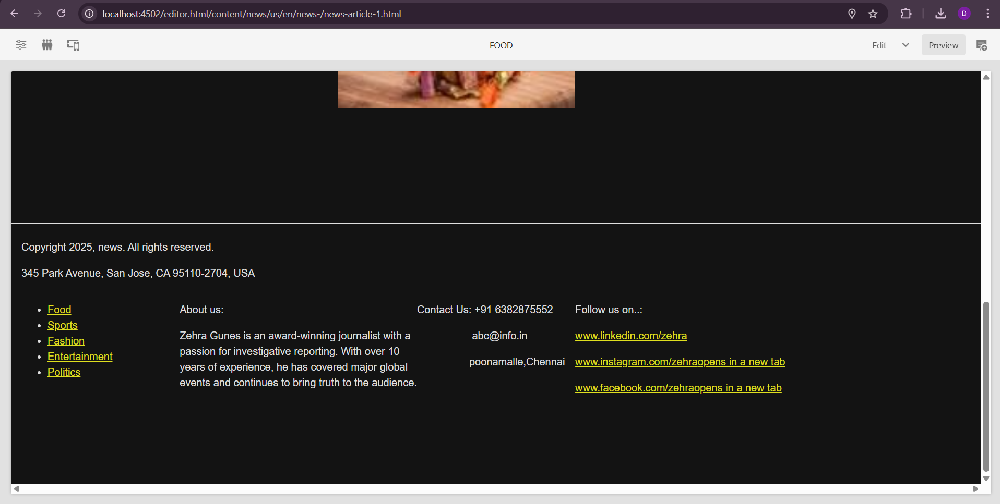 localhost:4502/editor.html/content/news/us/en/news-/news-article-1.html
D
FOOD
Edit
Preview
Copyright 2025, news. All rights reserved.
345 Park Avenue, San Jose, CA 95110-2704, USA
Food
Sports
Fashion
Entertainment
Politics
About us:
Zehra Gunes is an award-winning journalist with a
passion for investigative reporting. With over 10
years of experience, he has covered major global
events and continues to bring truth to the audience.
Contact Us: +91 6382875552
abc@info.in
poonamalle,Chennai
Follow us on..:
www.linkedin.com/zehra
www.instagram.com/zehraopens in a new tab
www.facebook.com/zehraopens in a new tab